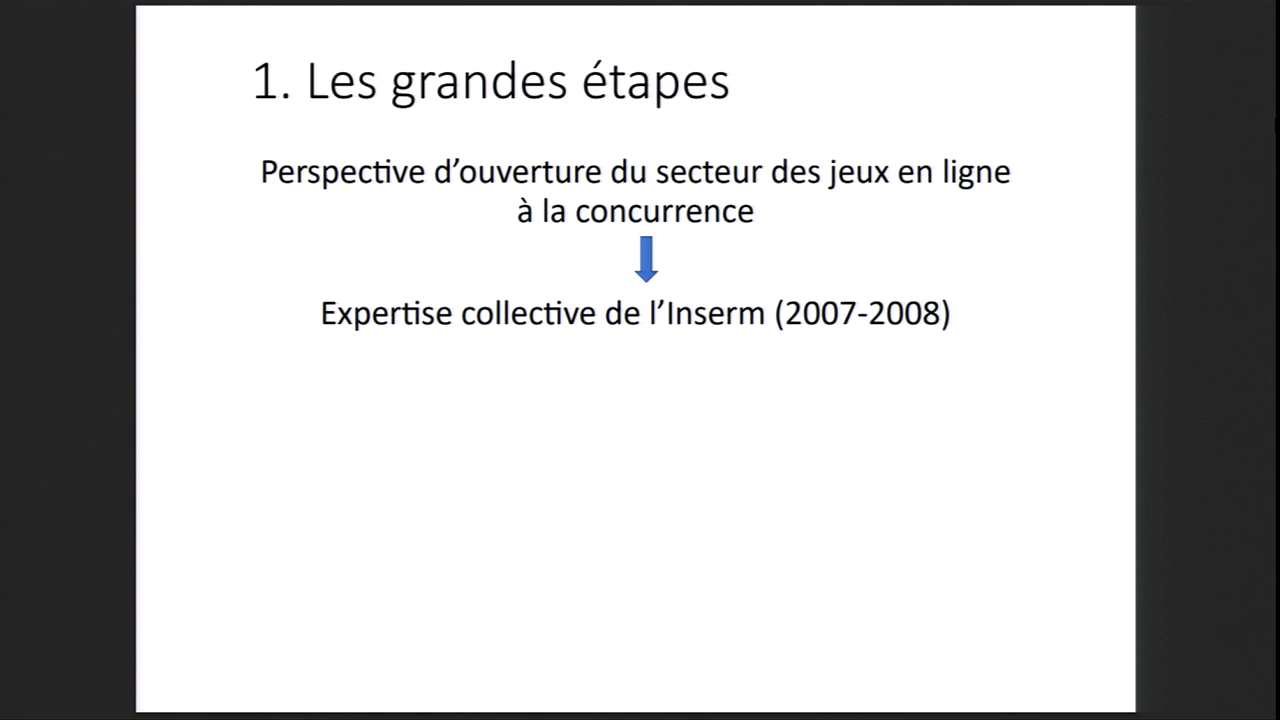 1. Les grandes étapes
Perspective d’ouverture du secteur des jeux en ligne
à la concurrence
Expertise collective de l’Inserm (2007-2008)